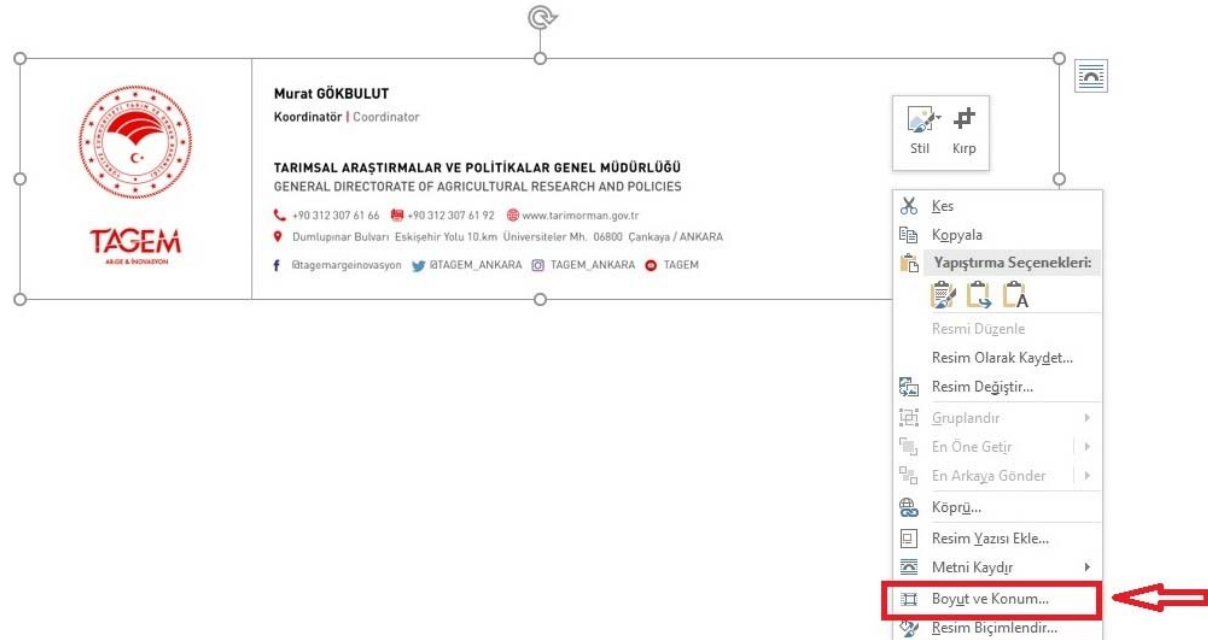 Murat GÖKBULUT
Koordinatör | Coordinator
TARIMSAL ARAŞTIRMALAR VE POLİTİKALAR GENEL MÜDÜRLÜĞÜ
GENERAL DIRECTORATE OF AGRICULTURAL RESEARCH AND POLICIES
+90 312 307 61 66 +90 312 307 61 92 www.tarimorman.gov.tr
Dumlupınar Bulvarı Eskişehir Yolu 10.km Üniversiteler Mh. 06800 Çankaya / ANKARA
@tagemargeinovasyon @TAGEM_ANKARA TAGEM_ANKARA TAGEM
TAGEM
AR-GE & İNOVASYON
Stil Kırp
Kes
Kopyala
Yapıştırma Seçenekleri:
Resmi Düzenle
Resim Olarak Kaydet...
Resim Değiştir...
Gruplandır
En Öne Getir
En Arkaya Gönder
Köprü...
Resim Yazısı Ekle...
Metni Kaydır
Boyut ve Konum...
Resim Biçimlendir...